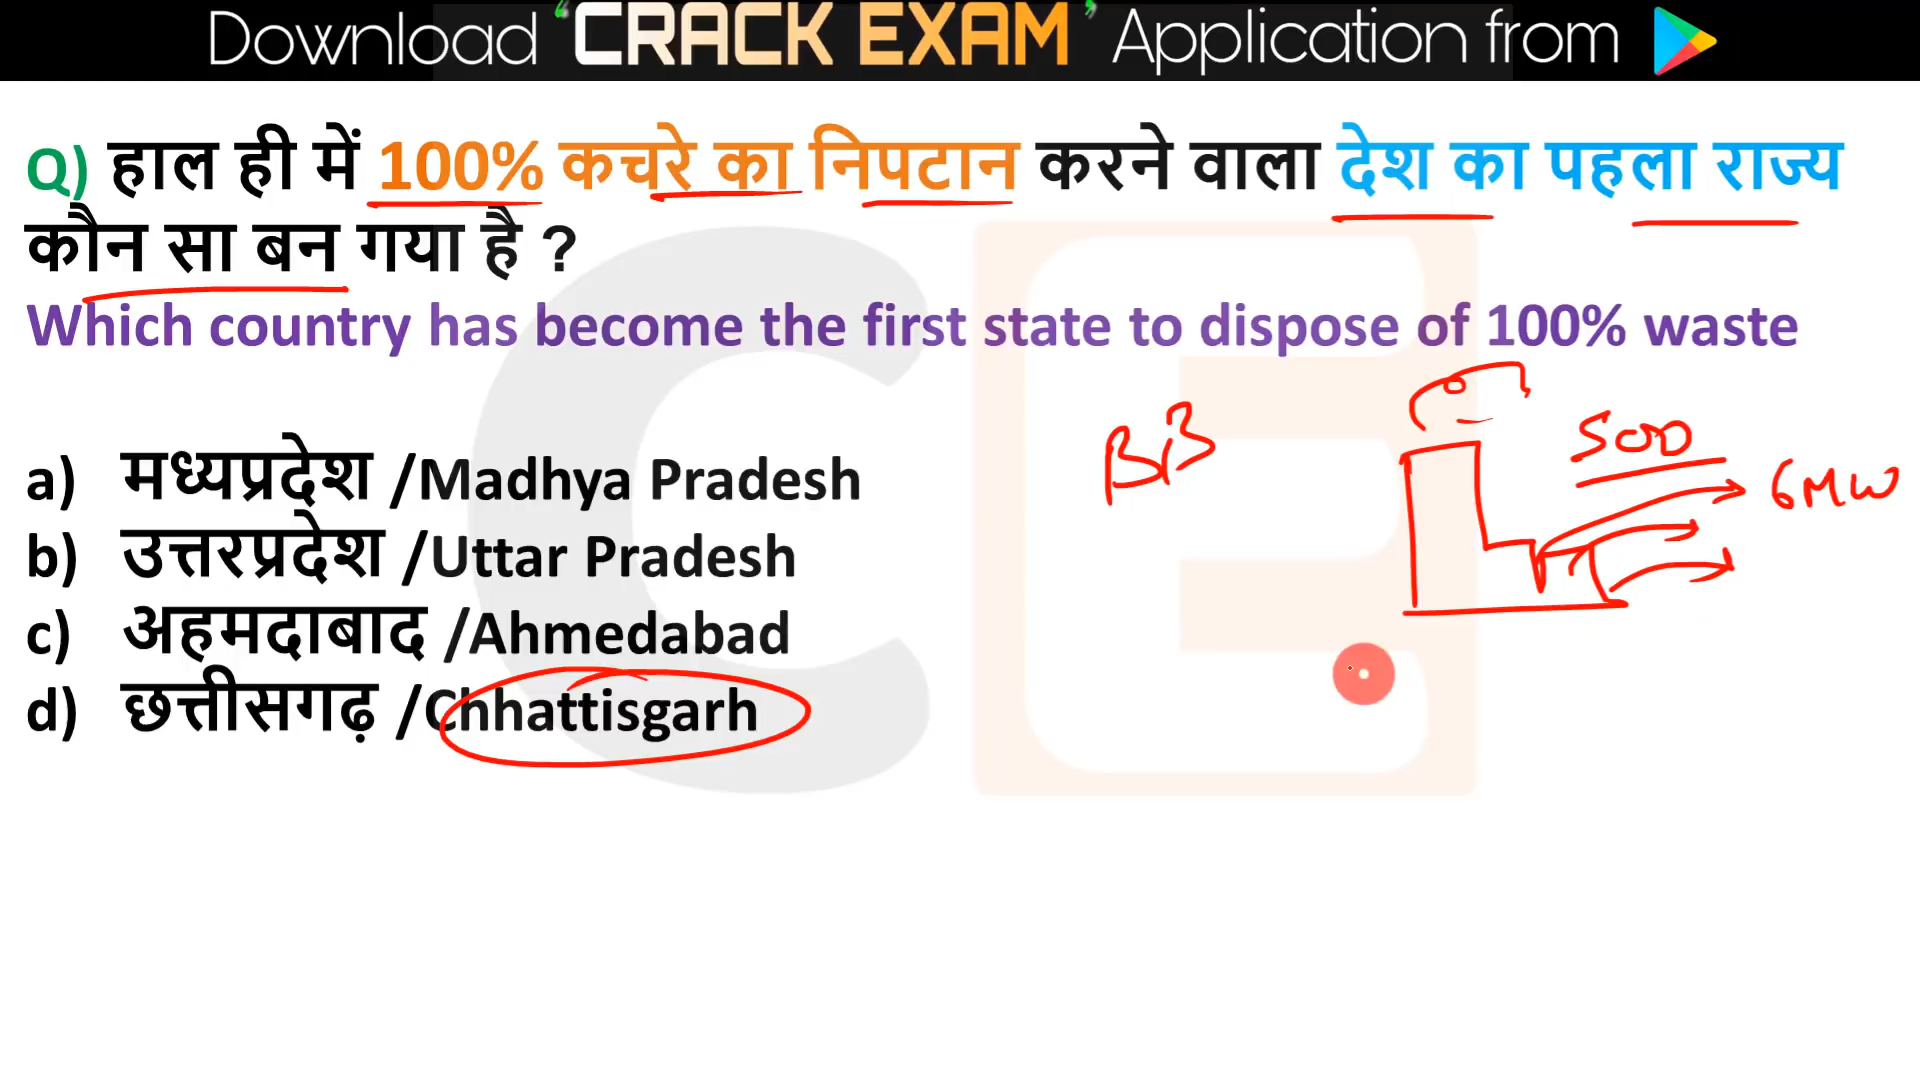 Download ‘CRACK EXAM’ Application from
Q) हाल ही में 100% कचरे का निपटान करने वाला देश का पहला राज्य
कौन सा बन गया है ?
Which country has become the first state to dispose of 100% waste
a) मध्यप्रदेश /Madhya Pradesh
b) उत्तरप्रदेश /Uttar Pradesh
c) अहमदाबाद /Ahmedabad
d) छत्तीसगढ़ /Chhattisgarh
500
6MW